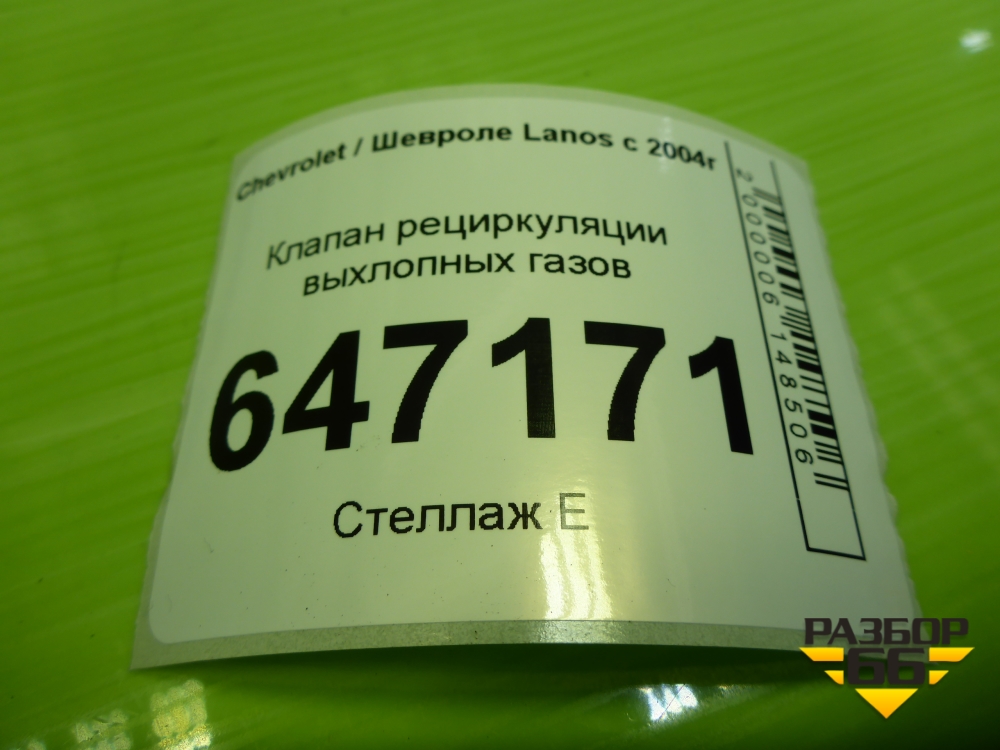 Chevrolet / Шевроле Lanos с 2004г
Клапан рециркуляции
выхлопных газов
647171
Стеллаж Е
2000006148506
РАЗБОР
66